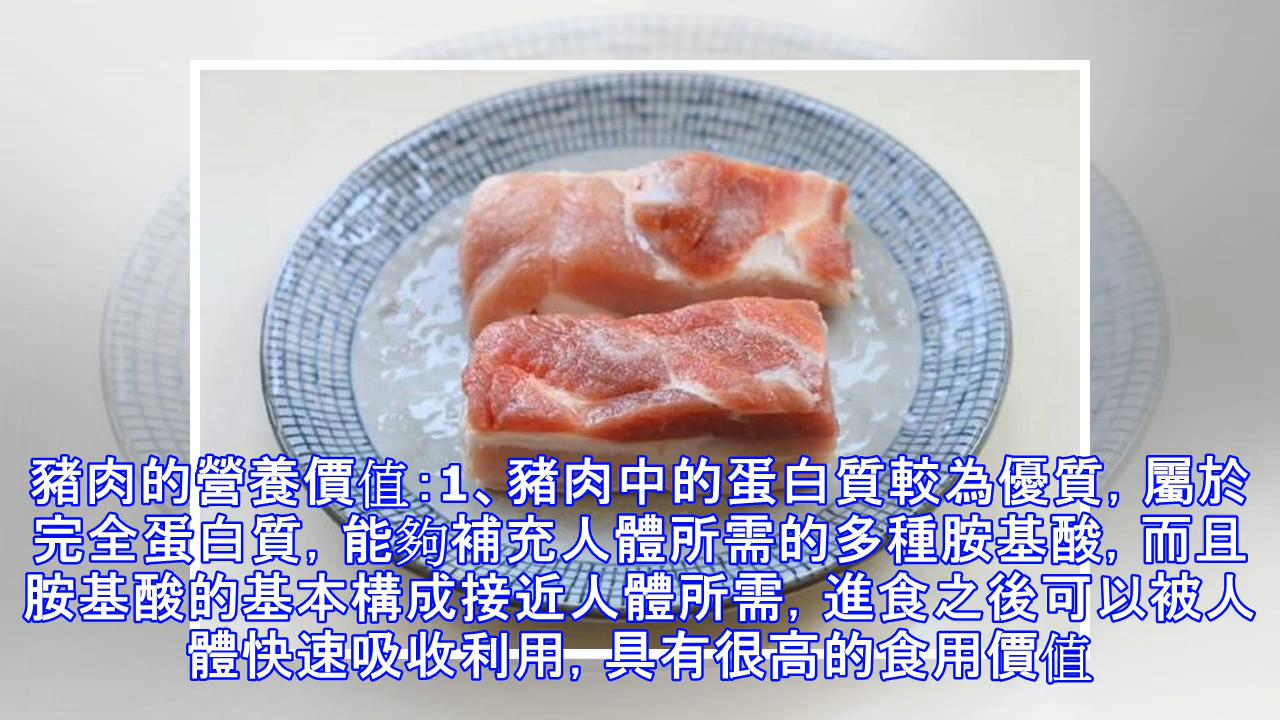 豬肉的營養價值:1、豬肉中的蛋白質較為優質, 屬於
完全蛋白質, 能夠補充人體所需的多種胺基酸, 而且
胺基酸的基本構成接近人體所需, 進食之後可以被人
體快速吸收利用, 具有很高的食用價值